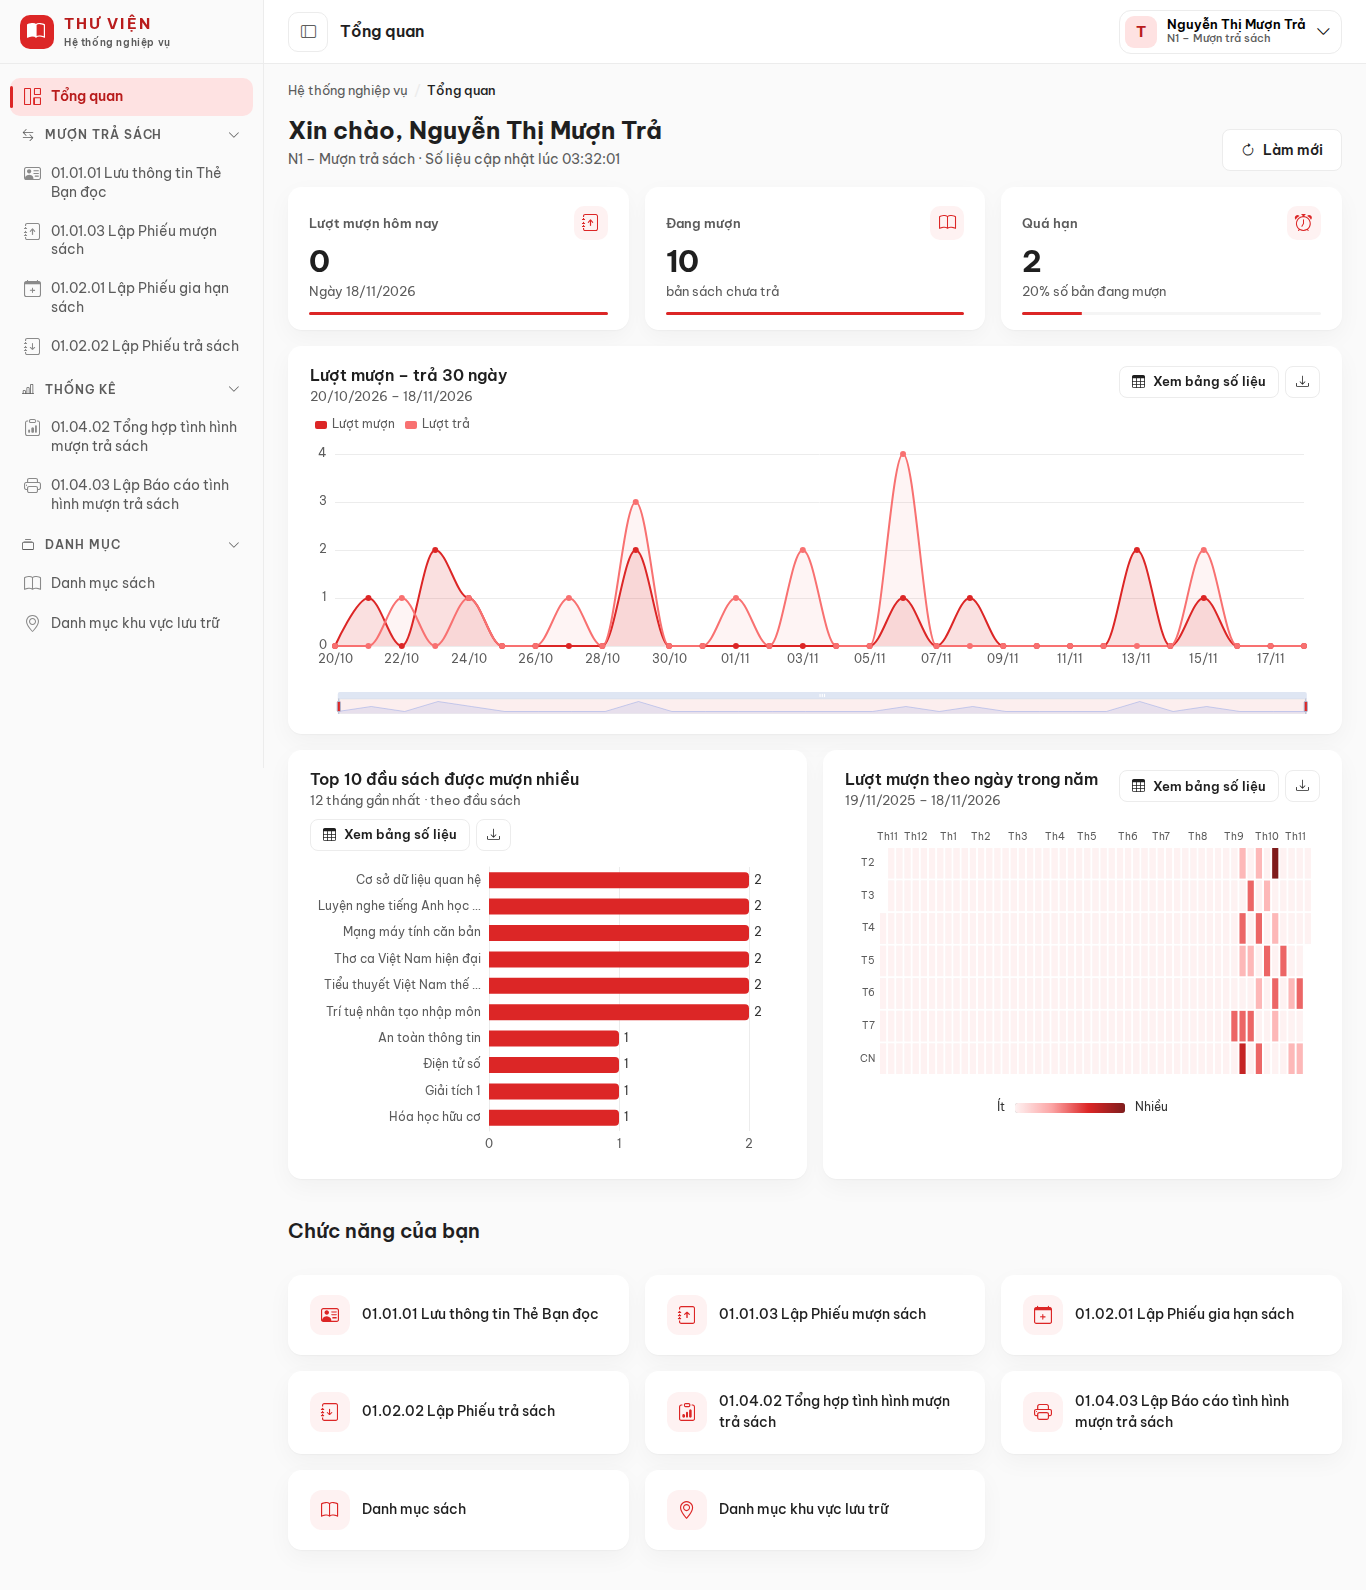 THƯ VIỆN
Hệ thống nghiệp vụ
Tổng quan
MƯỢN TRẢ SÁCH
01.01.01 Lưu thông tin Thẻ
Bạn đọc
01.01.03 Lập Phiếu mượn
sách
01.02.01 Lập Phiếu gia hạn
sách
01.02.02 Lập Phiếu trả sách
THỐNG KÊ
01.04.02 Tổng hợp tình hình
mượn trả sách
01.04.03 Lập Báo cáo tình
hình mượn trả sách
DANH MỤC
Danh mục sách
Danh mục khu vực lưu trữ
Tổng quan
T
Nguyễn Thị Mượn Trả
N1 – Mượn trả sách
Hệ thống nghiệp vụ / Tổng quan
Xin chào, Nguyễn Thị Mượn Trả
N1 – Mượn trả sách · Số liệu cập nhật lúc 03:32:01
Làm mới
Lượt mượn hôm nay
0
Ngày 18/11/2026
Đang mượn
10
bản sách chưa trả
Quá hạn
2
20% số bản đang mượn
Lượt mượn – trả 30 ngày
20/10/2026 – 18/11/2026
Xem bảng số liệu
Lượt mượn Lượt trả
4
3
2
1
0
20/10 22/10 24/10 26/10 28/10 30/10 01/11 03/11 05/11 07/11 09/11 11/11 13/11 15/11 17/11
Top 10 đầu sách được mượn nhiều
12 tháng gần nhất · theo đầu sách
Xem bảng số liệu
Cơ sở dữ liệu quan hệ 2
Luyện nghe tiếng Anh học ... 2
Mạng máy tính căn bản 2
Thơ ca Việt Nam hiện đại 2
Tiểu thuyết Việt Nam thế ... 2
Trí tuệ nhân tạo nhập môn 2
An toàn thông tin 1
Điện tử số 1
Giải tích 1 1
Hóa học hữu cơ 1
0 1 2
Lượt mượn theo ngày trong năm
19/11/2025 – 18/11/2026
Xem bảng số liệu
Th11 Th12 Th1 Th2 Th3 Th4 Th5 Th6 Th7 Th8 Th9 Th10 Th11
T2
T3
T4
T5
T6
T7
CN
Ít Nhiều
Chức năng của bạn
01.01.01 Lưu thông tin Thẻ Bạn đọc
01.01.03 Lập Phiếu mượn sách
01.02.01 Lập Phiếu gia hạn sách
01.02.02 Lập Phiếu trả sách
01.04.02 Tổng hợp tình hình mượn
trả sách
01.04.03 Lập Báo cáo tình hình
mượn trả sách
Danh mục sách
Danh mục khu vực lưu trữ